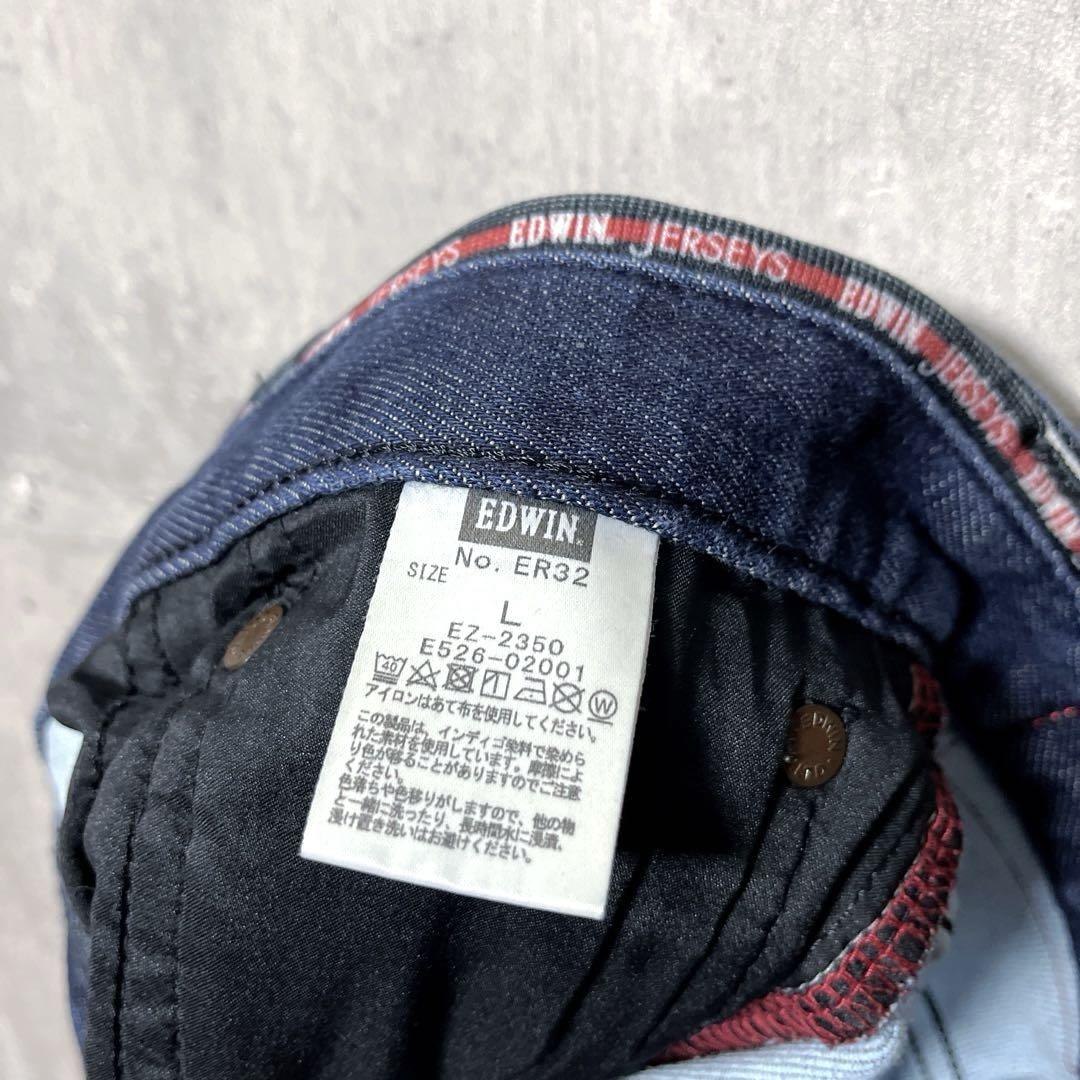 ERSEYS EDWIN. JERSEYS EDWIN. JERSEYS EDWIN
EDWIN.
No. ER32
SIZE
L
EZ-2350
E526-02001
40 W
アイロンはあて布を使用してください。
この製品は、インディゴ染料で染めら
れた素材を使用しています。摩擦によ
り色が移ることがありますのでご注意
ください。
色落ちや色移りがしますので、他の物
と一緒に洗ったり、長時間水に浸漬、
浸け置き洗いはお避けください。
EDWIN
LTD.